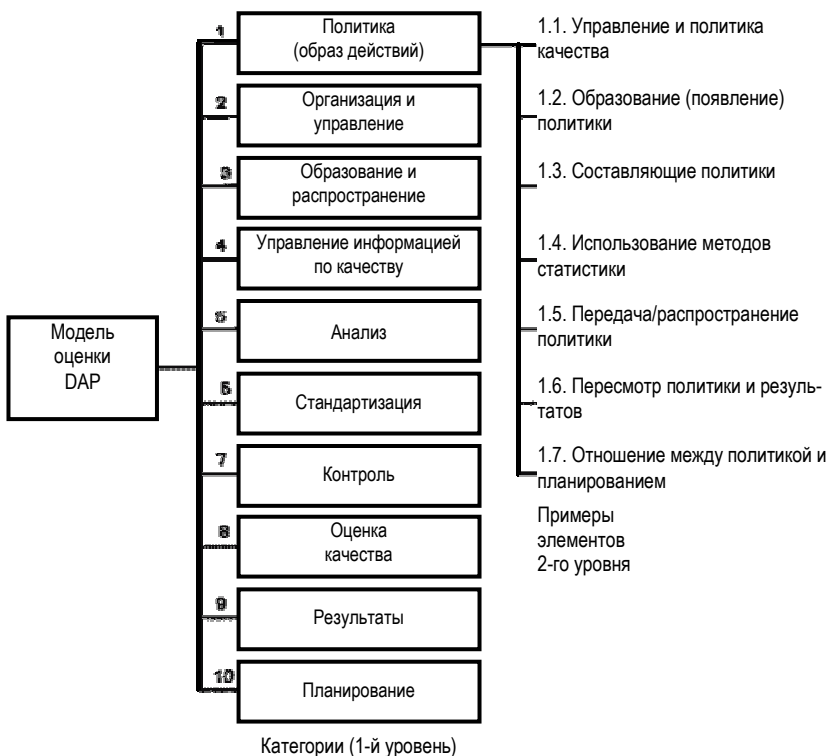 Модель
оценки
DAP
1
Политика
(образ действий)
2
Организация и
управление
3
Образование и
распространение
4
Управление информацией
по качеству
5
Анализ
6
Стандартизация
7
Контроль
8
Оценка
качества
9
Результаты
10
Планирование
Категории (1-й уровень)
1.1. Управление и политика
качества
1.2. Образование (появление)
политики
1.3. Составляющие политики
1.4. Использование методов
статистики
1.5. Передача/распространение
политики
1.6. Пересмотр политики и резуль-
татов
1.7. Отношение между политикой и
планированием
Примеры
элементов
2-го уровня